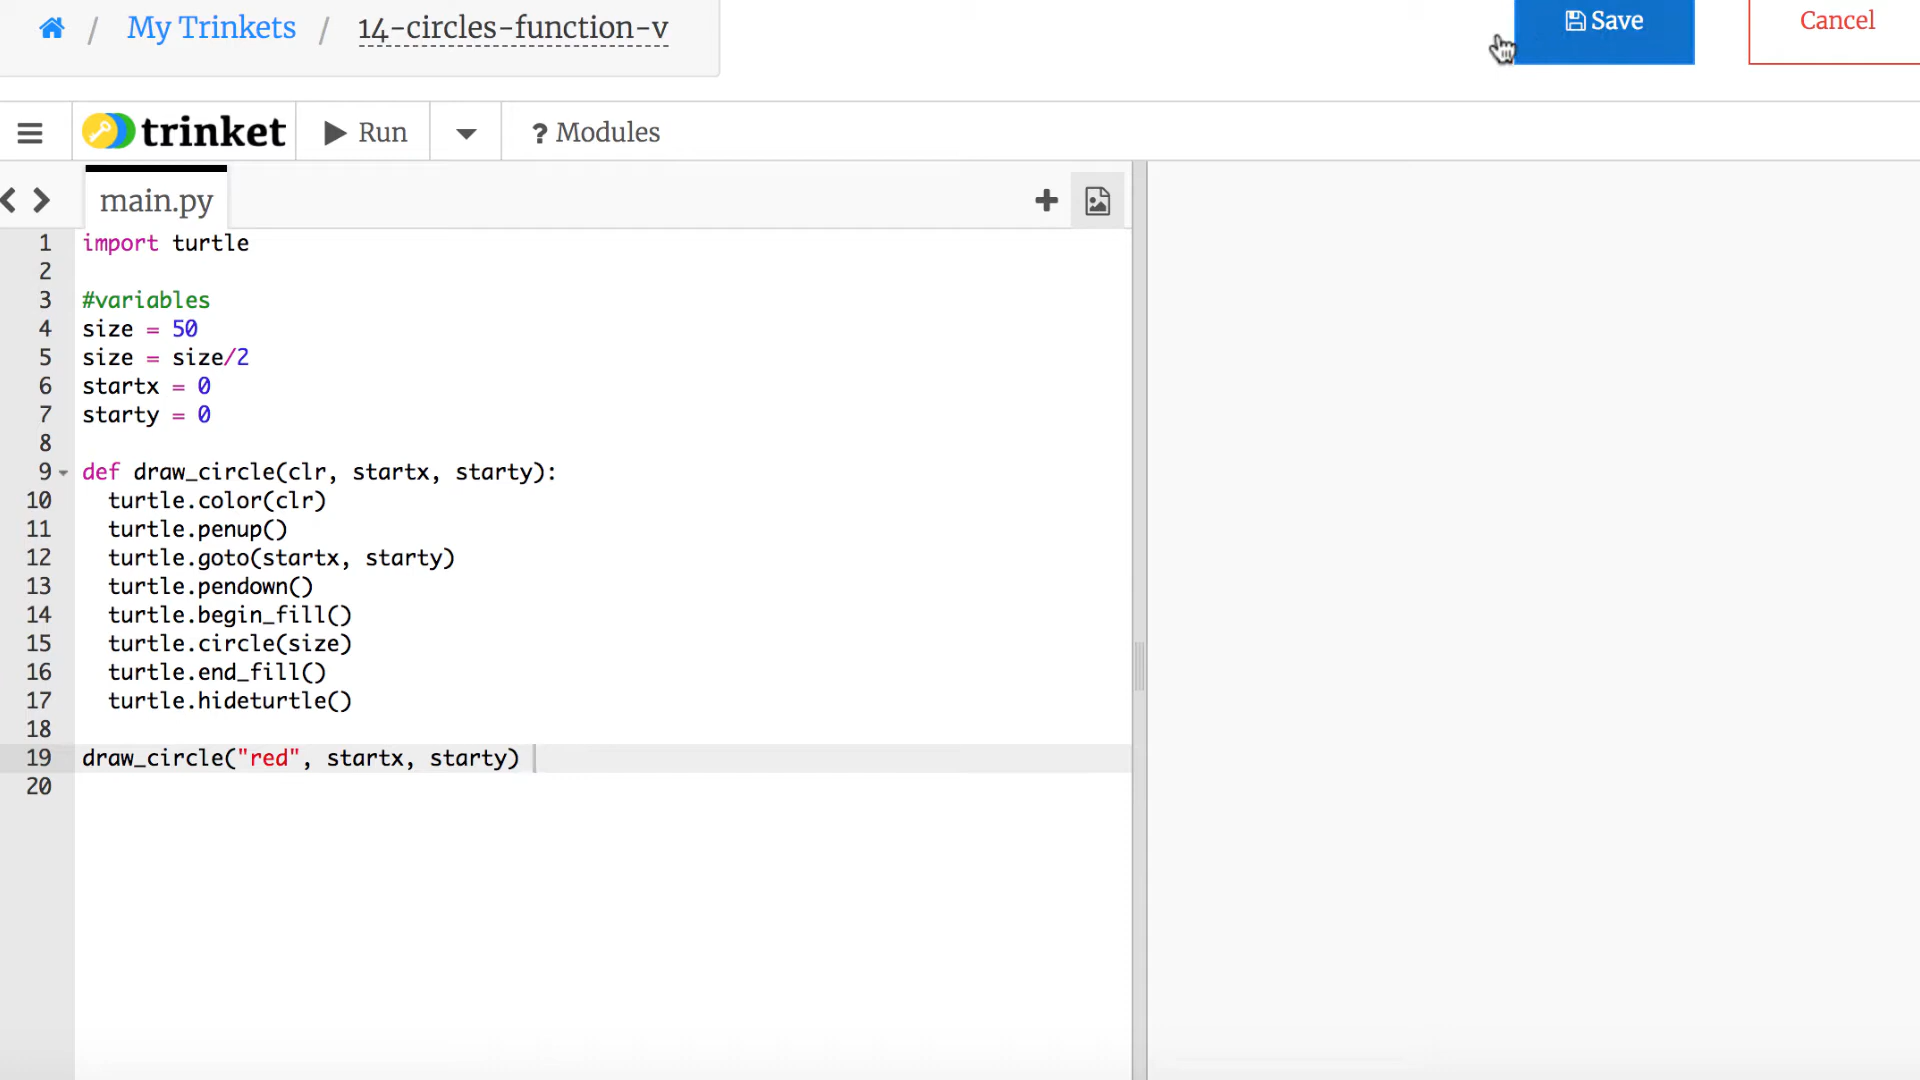 / My Trinkets / 14-circles-function-v
Save
Cancel
trinket
Run
? Modules
main.py
1 import turtle
2
3 #variables
4 size = 50
5 size = size/2
6 startx = 0
7 starty = 0
8
9 def draw_circle(clr, startx, starty):
10 turtle.color(clr)
11 turtle.penup()
12 turtle.goto(startx, starty)
13 turtle.pendown()
14 turtle.begin_fill()
15 turtle.circle(size)
16 turtle.end_fill()
17 turtle.hideturtle()
18
19 draw_circle("red", startx, starty)
20